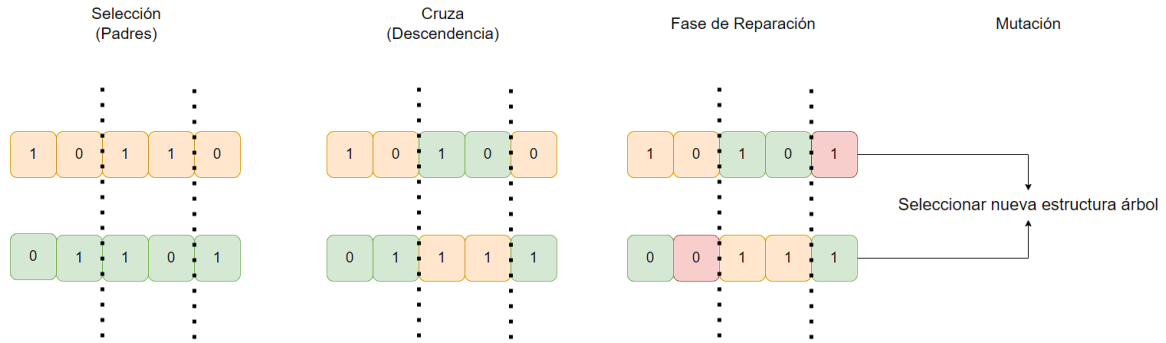 Selección
(Padres)
Cruza
(Descendencia)
Fase de Reparación
Mutación
1 0 1 1 0
1 0 1 0 0
1 0 1 0 1
Seleccionar nueva estructura árbol
0 1 1 0 1
0 1 1 1 1
0 0 1 1 1